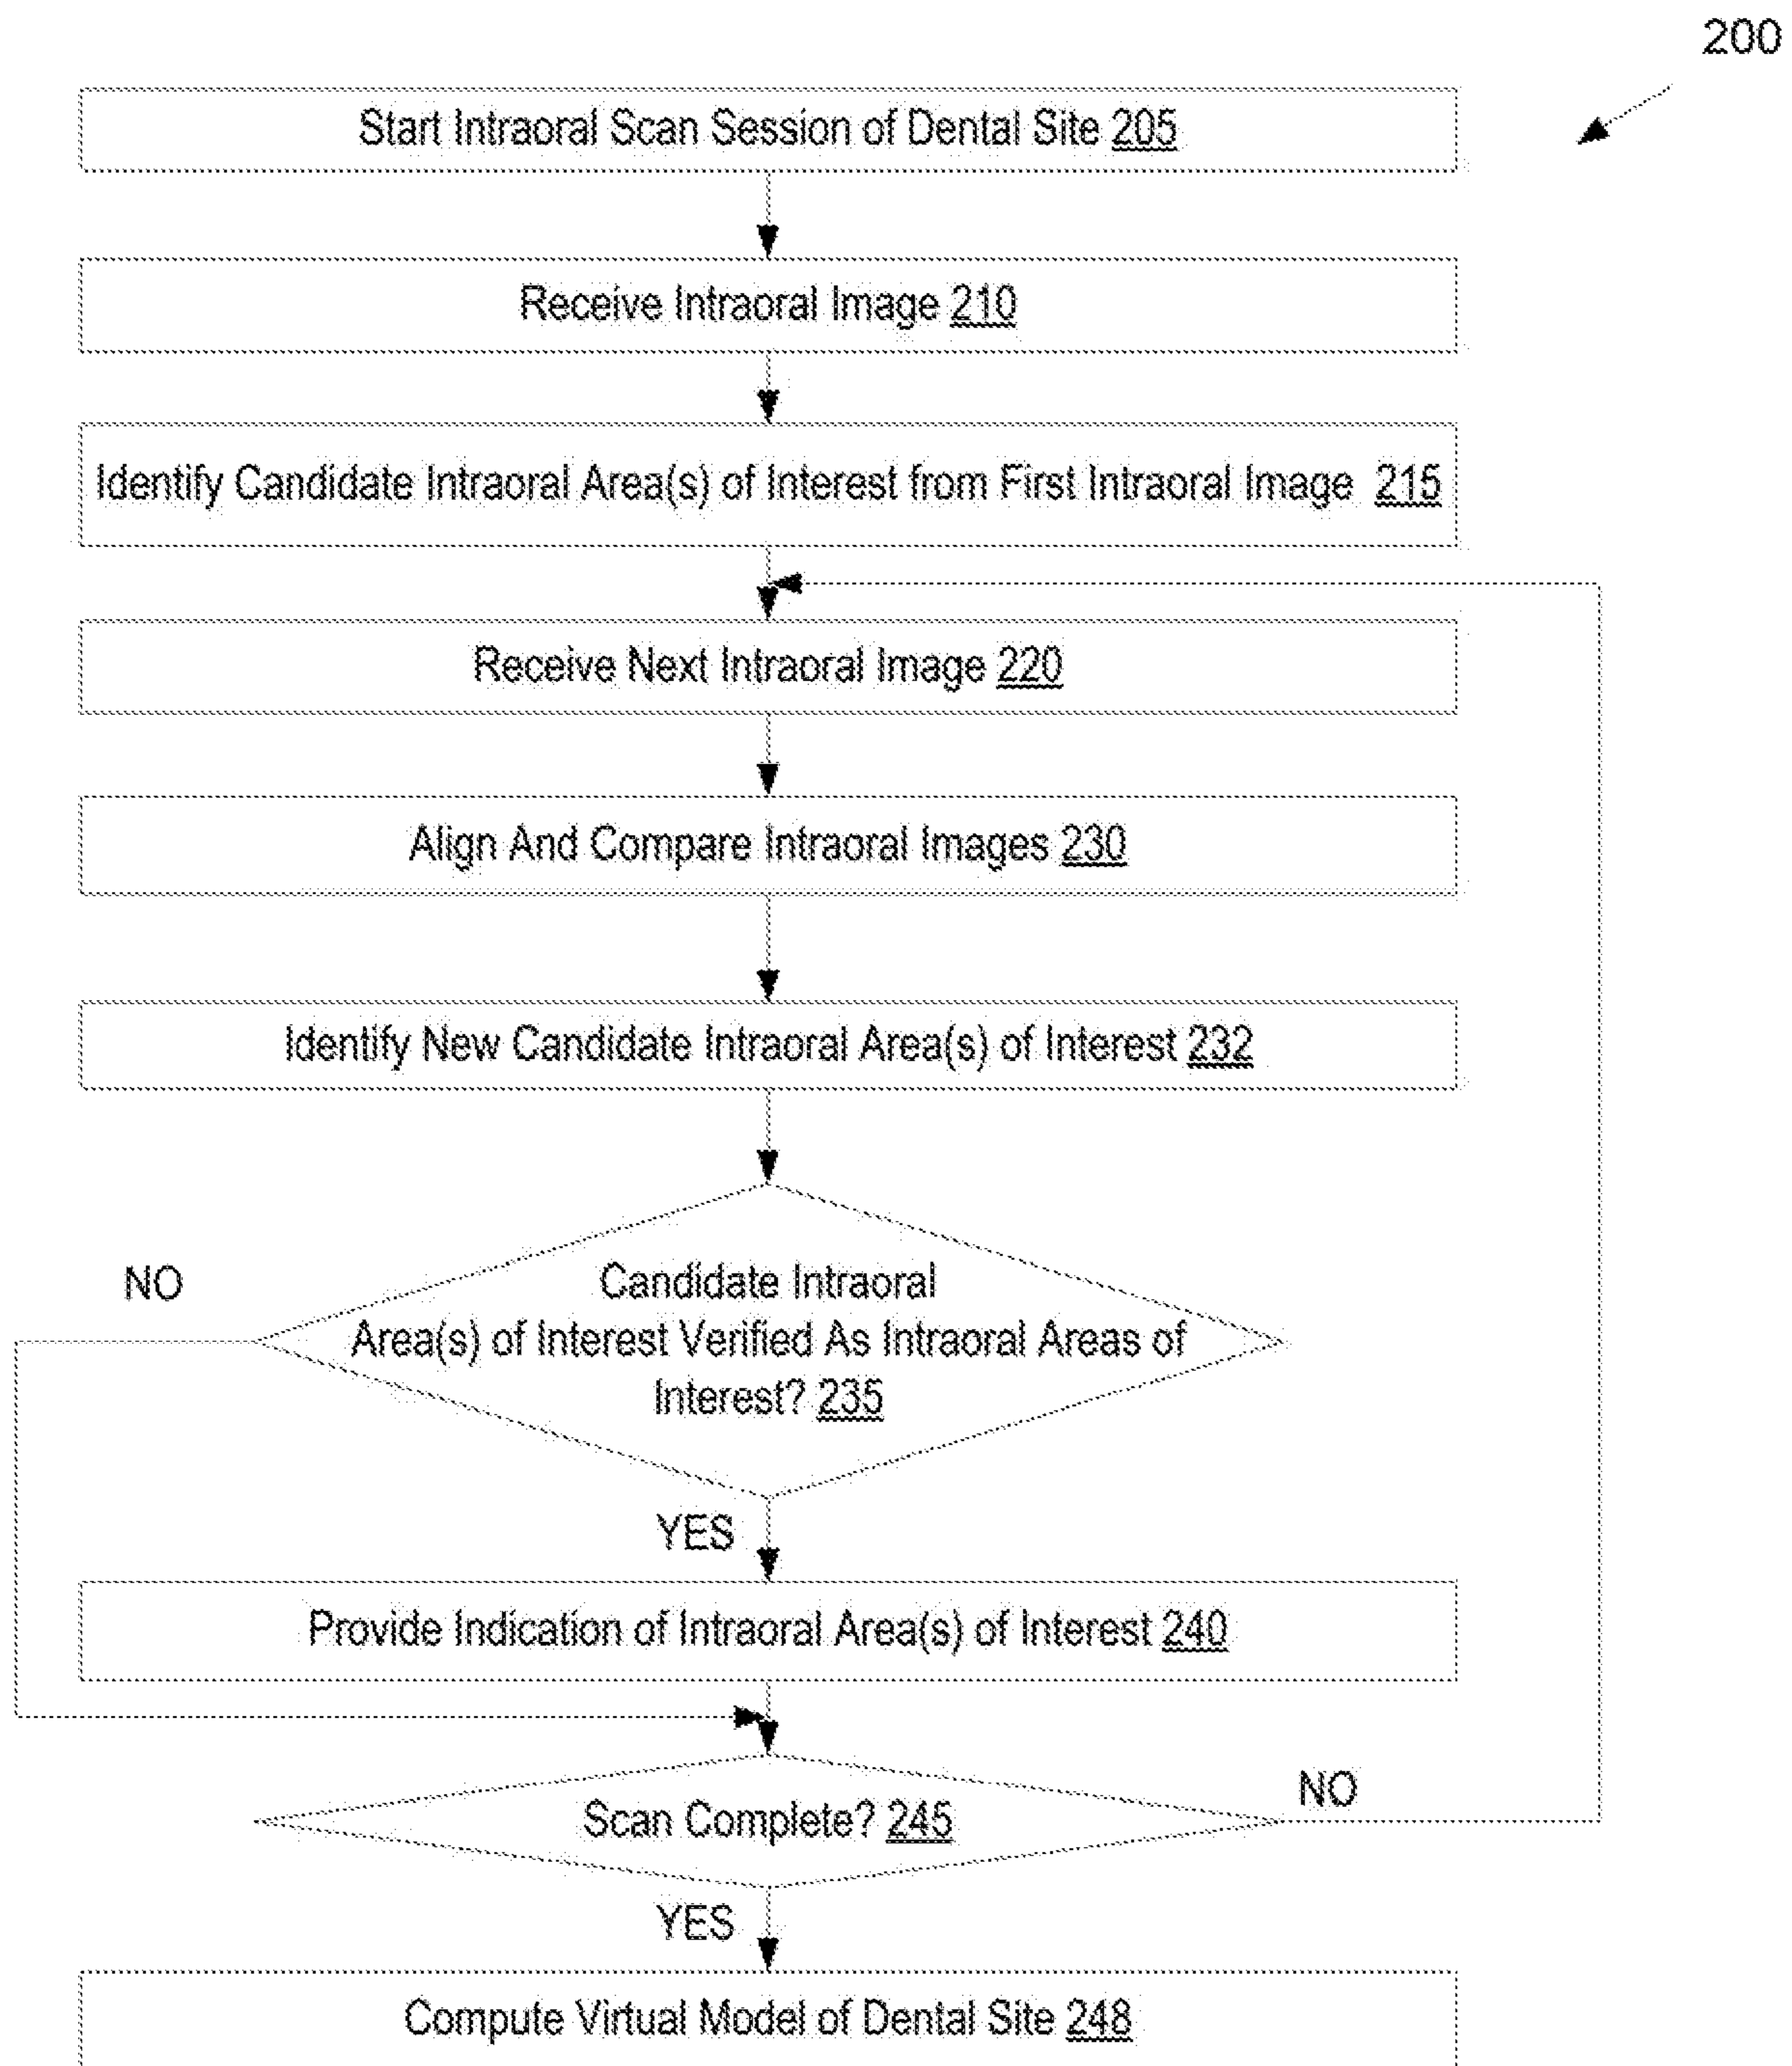 200
Start Intraoral Scan Session of Dental Site 205
Receive Intraoral Image 210
Identify Candidate Intraoral Area(s) of Interest from First Intraoral Image 215
Receive Next Intraoral Image 220
Align And Compare Intraoral Images 230
Identify New Candidate Intraoral Area(s) of Interest 232
NO
Candidate Intraoral
Area(s) of Interest Verified As Intraoral Areas of
Interest? 235
YES
Provide Indication of Intraoral Area(s) of Interest 240
NO
Scan Complete? 245
YES
Compute Virtual Model of Dental Site 248